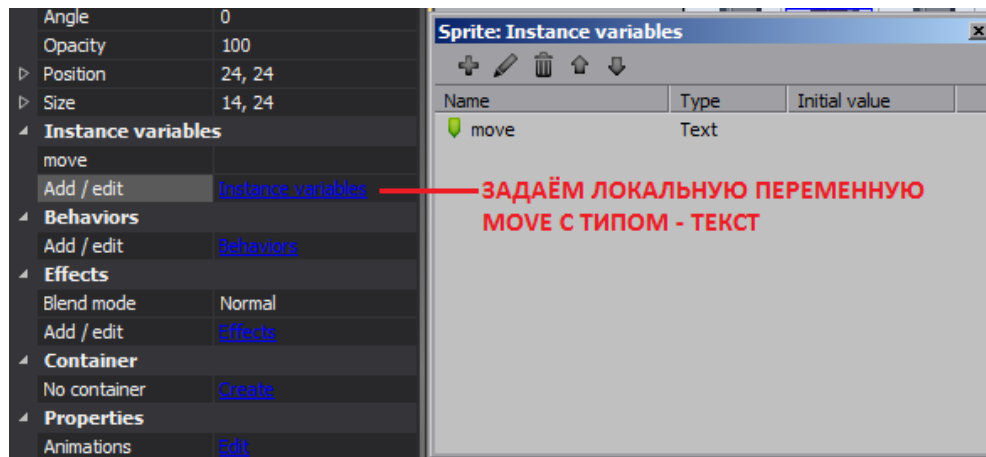 Angle 0
Opacity 100
Position 24, 24
Size 14, 24
Instance variables
move
Add / edit Instance variables
Behaviors
Add / edit Behaviors
Effects
Blend mode Normal
Add / edit Effects
Container
No container Create
Properties
Animations Edit
Sprite: Instance variables
Name Type Initial value
move Text
ЗАДАЁМ ЛОКАЛЬНУЮ ПЕРЕМЕННУЮ
MOVE С ТИПОМ - ТЕКСТ